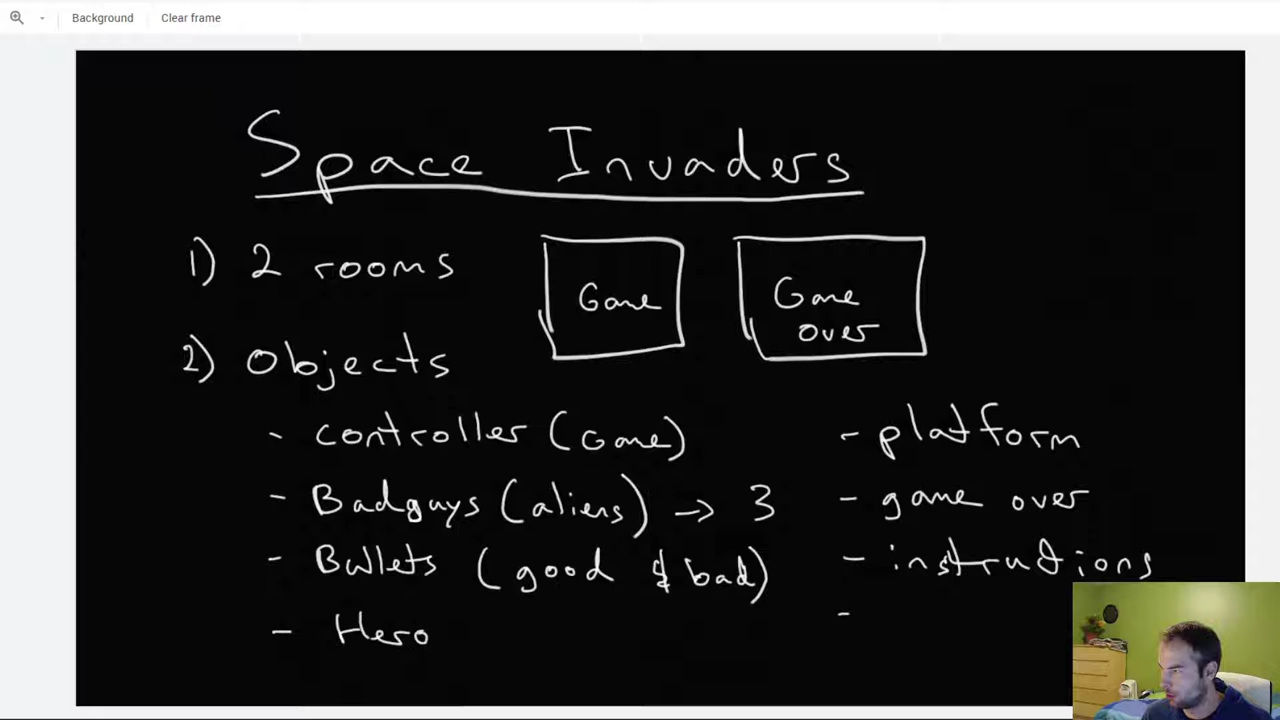 Background Clear frame
Space Invaders
1) 2 rooms
Game
Game
over
2) Objects
- controller (Game)
- Badguys (aliens) → 3
- Bullets (good & bad)
- Hero
- platform
- game over
- instructions
-